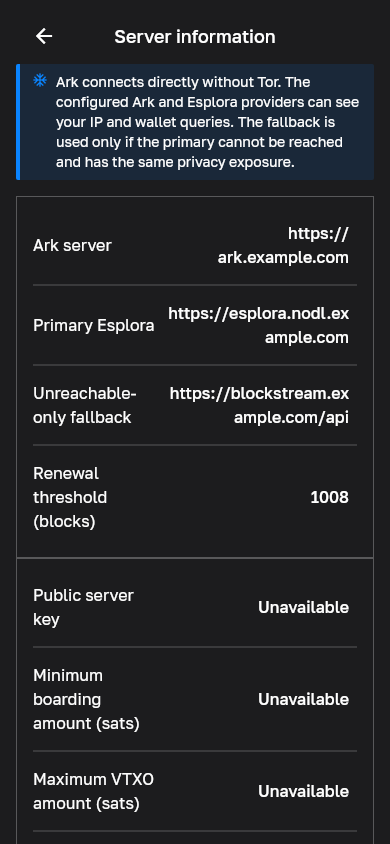 Server information
Ark connects directly without Tor. The
configured Ark and Esplora providers can see
your IP and wallet queries. The fallback is
used only if the primary cannot be reached
and has the same privacy exposure.
Ark server
https://
ark.example.com
Primary Esplora
https://esplora.nodl.ex
ample.com
Unreachable-
only fallback
https://blockstream.ex
ample.com/api
Renewal
threshold
(blocks)
1008
Public server
key
Unavailable
Minimum
boarding
amount (sats)
Unavailable
Maximum VTXO
amount (sats)
Unavailable